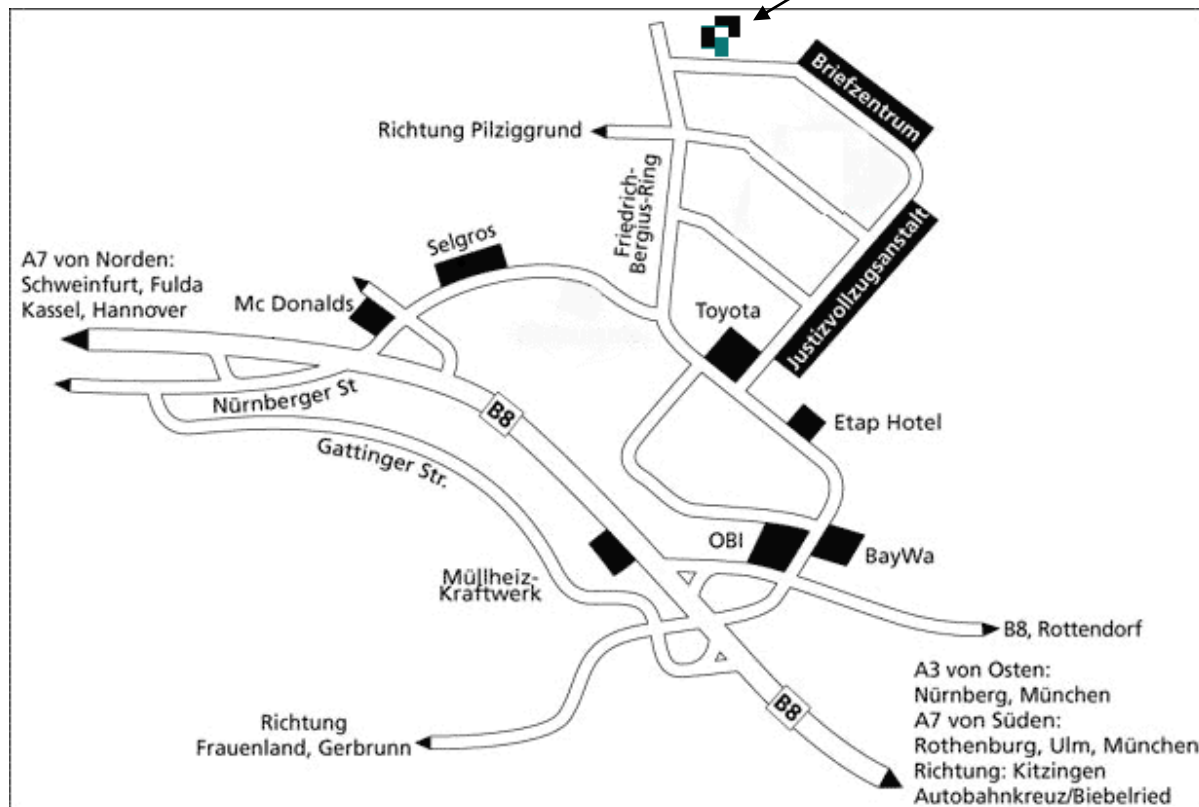 Briefzentrum
Richtung Pilziggrund
Friedrich-
Bergius-Ring
Selgros
A7 von Norden:
Schweinfurt, Fulda
Kassel, Hannover
Mc Donalds
Toyota
Justizvollzugsanstalt
Nürnberger St
B8
Etap Hotel
Gattinger Str.
OBI
BayWa
Müllheiz-
Kraftwerk
B8, Rottendorf
A3 von Osten:
Nürnberg, München
A7 von Süden:
Rothenburg, Ulm, München
Richtung: Kitzingen
Autobahnkreuz/Biebelried
B8
Richtung
Frauenland, Gerbrunn